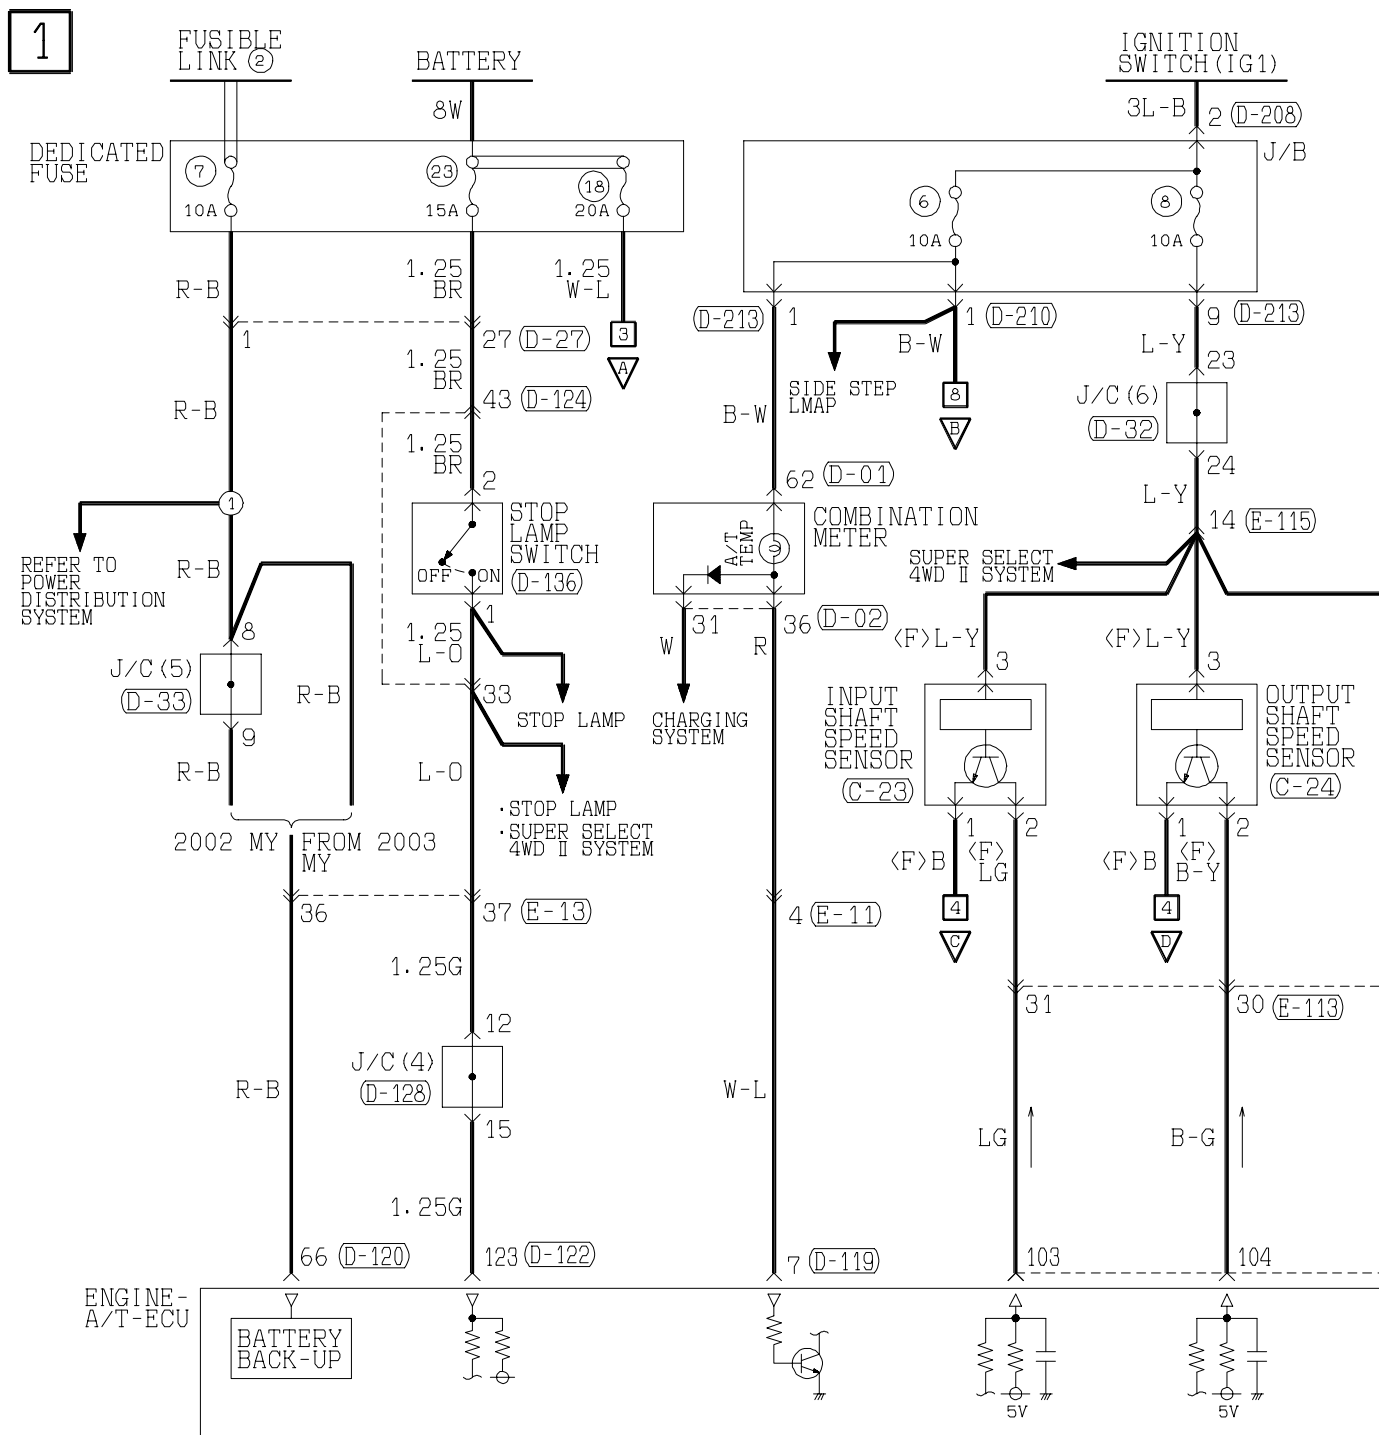 1
FUSIBLE
LINK ②
BATTERY
IGNITION
SWITCH(IG1)
8W
3L-B
2 (D-208)
DEDICATED
FUSE
J/B
7
10A
23
15A
18
20A
6
10A
8
10A
R-B
1.25
BR
1.25
W-L
(D-213) 1
1 (D-210)
9 (D-213)
1
27 (D-27)
3
A
B-W
L-Y
23
1.25
BR
SIDE STEP
LMAP
8
B
J/C(6)
(D-32)
R-B
43 (D-124)
B-W
1.25
BR
24
2
62 (D-01)
L-Y
1
STOP
LAMP
SWITCH
(D-136)
OFF
ON
A/T
TEMP
COMBINATION
METER
14 (E-115)
SUPER SELECT
4WD Ⅱ SYSTEM
REFER TO
POWER
DISTRIBUTION
SYSTEM
R-B
1
31
36 (D-02)
8
1.25
L-O
W
R
<F>L-Y
<F>L-Y
3
3
J/C(5)
(D-33)
R-B
33
STOP LAMP
CHARGING
SYSTEM
INPUT
SHAFT
SPEED
SENSOR
(C-23)
OUTPUT
SHAFT
SPEED
SENSOR
(C-24)
9
R-B
L-O
·STOP LAMP
·SUPER SELECT
4WD Ⅱ SYSTEM
1
2
1
2
2002 MY
FROM 2003
MY
<F>B
<F>
LG
<F>B
<F>
B-Y
36
37 (E-13)
4 (E-11)
4
C
4
D
1.25G
31
30 (E-113)
12
J/C(4)
(D-128)
R-B
W-L
15
LG
B-G
1.25G
66 (D-120)
123 (D-122)
7 (D-119)
103
104
ENGINE-
A/T-ECU
BATTERY
BACK-UP
5V
5V